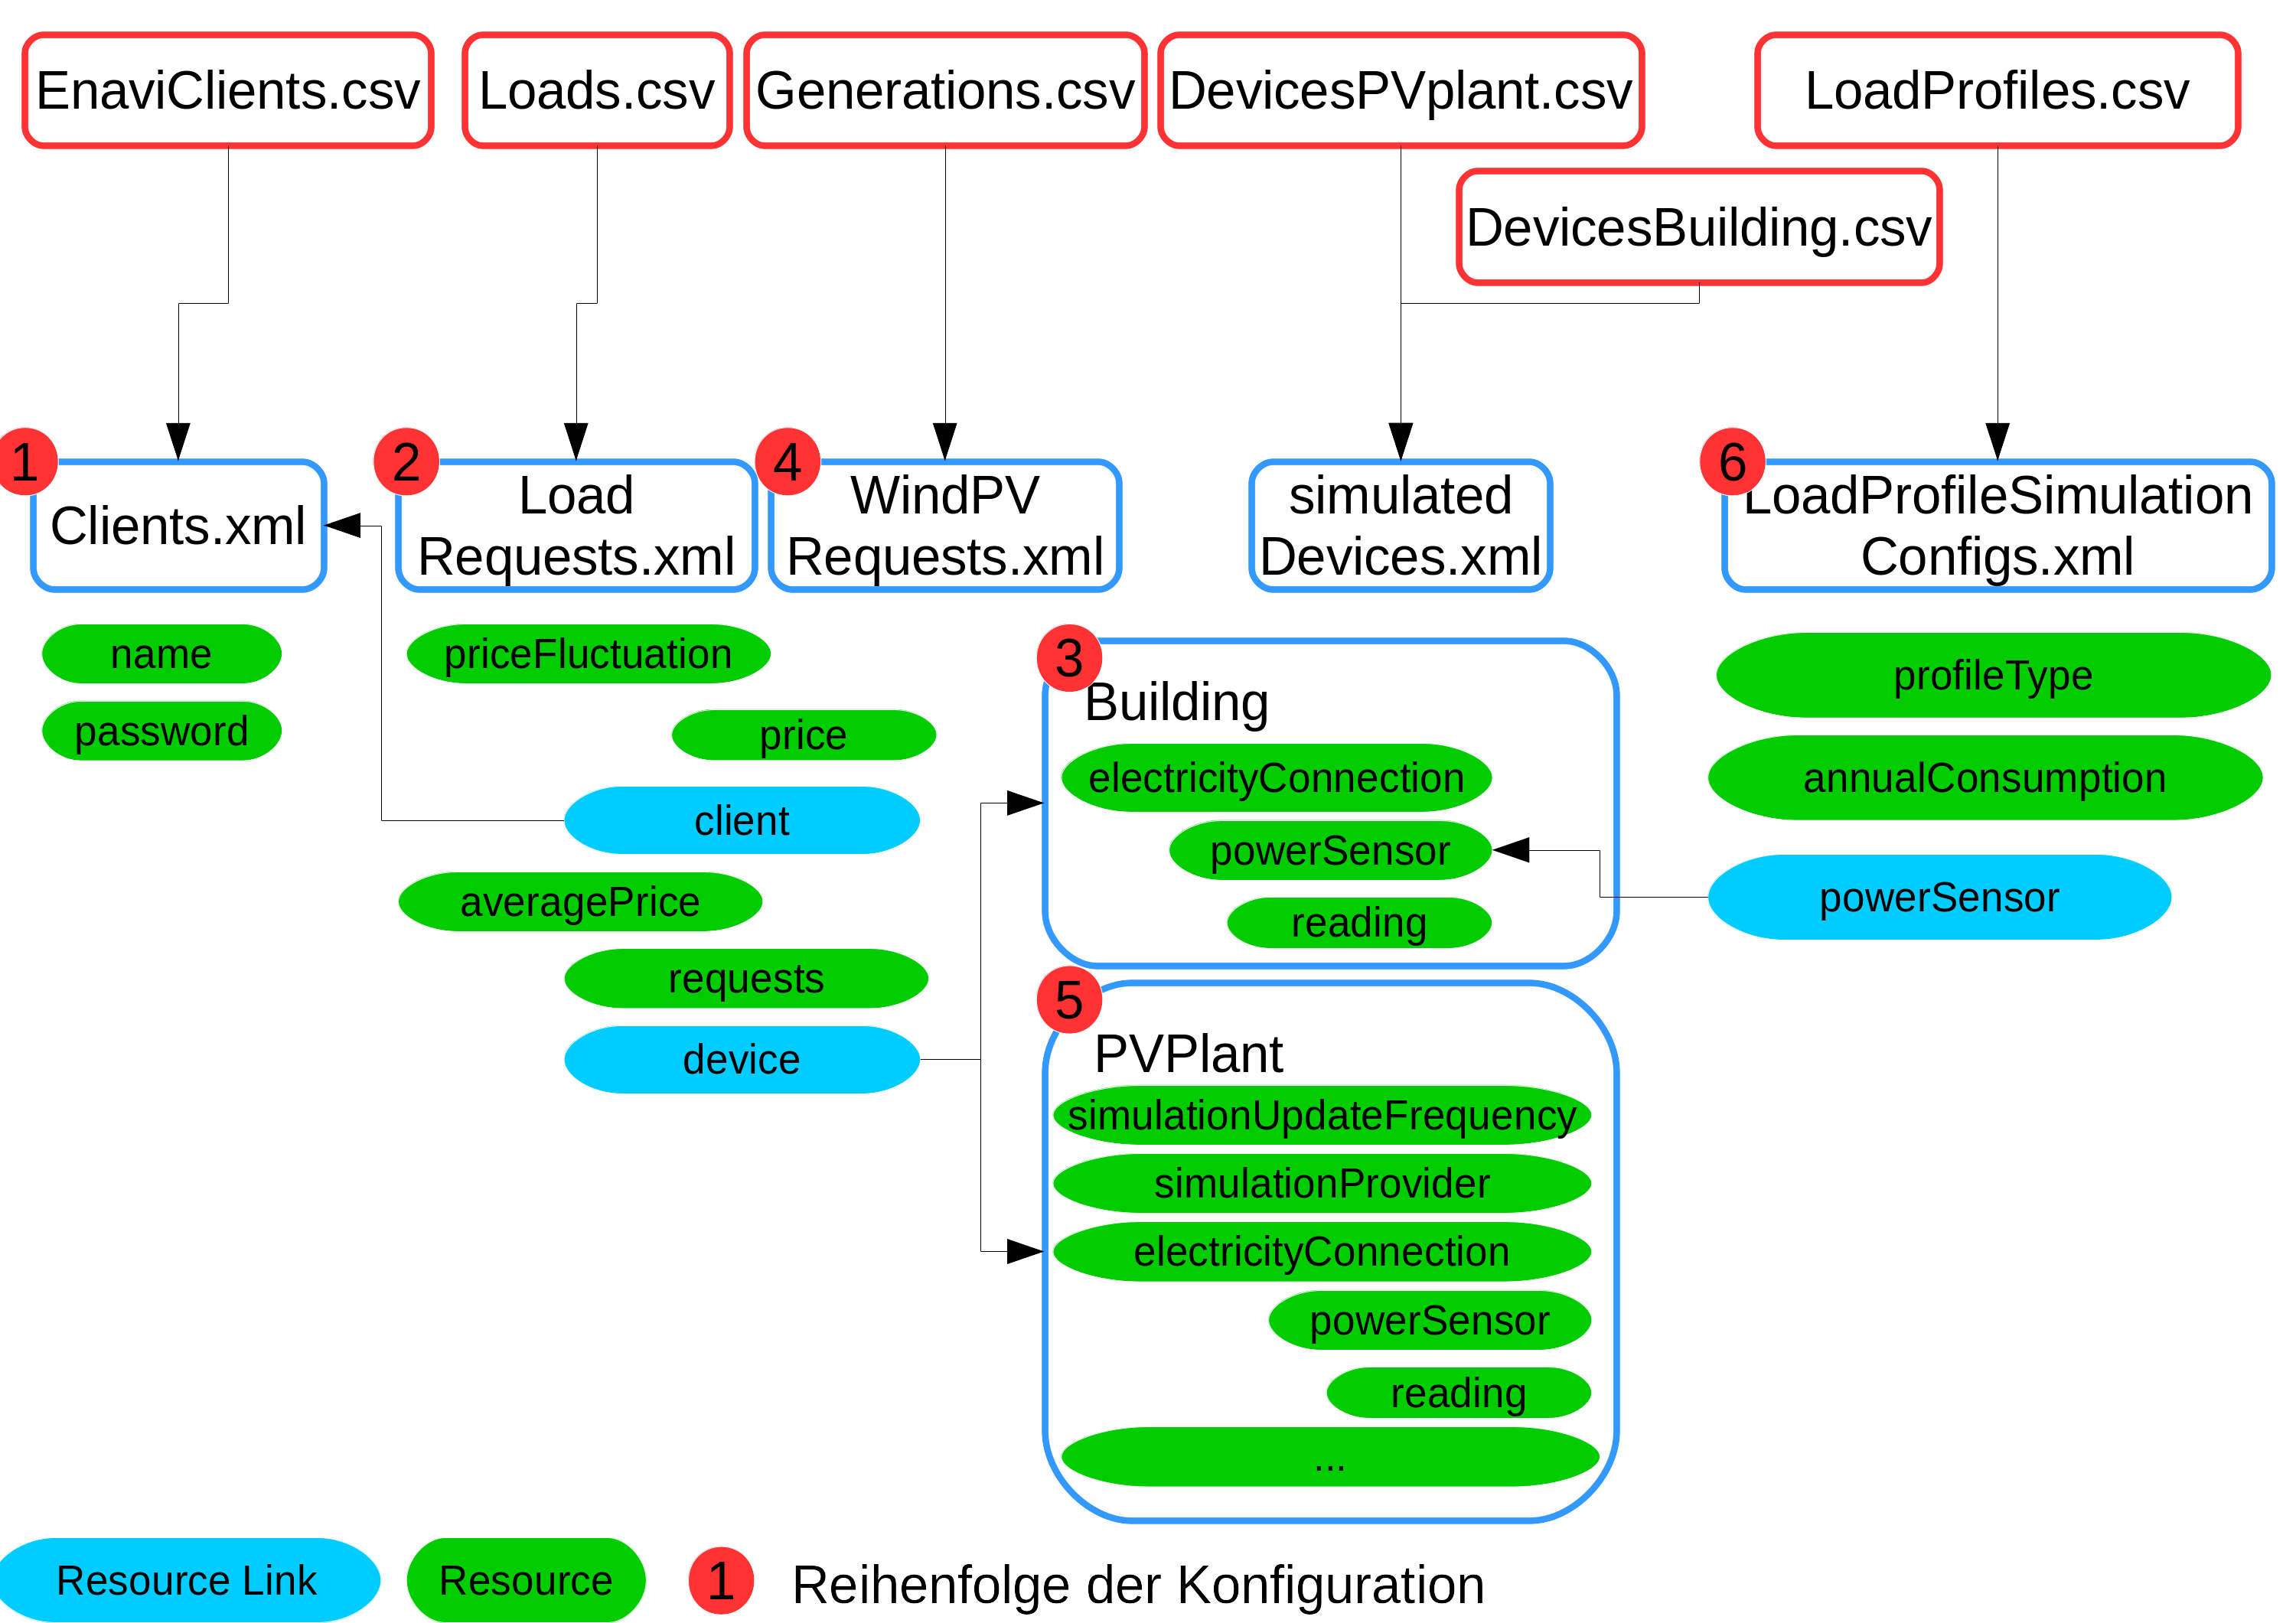 EnaviClients.csv
Loads.csv
Generations.csv
DevicesPVplant.csv
LoadProfiles.csv
DevicesBuilding.csv
1
Clients.xml
name
password
2
Load
Requests.xml
priceFluctuation
price
client
averagePrice
requests
device
4
WindPV
Requests.xml
simulated
Devices.xml
3
Building
electricityConnection
powerSensor
reading
5
PVPlant
simulationUpdateFrequency
simulationProvider
electricityConnection
powerSensor
reading
...
6
LoadProfileSimulation
Configs.xml
profileType
annualConsumption
powerSensor
Resource Link
Resource
1
Reihenfolge der Konfiguration